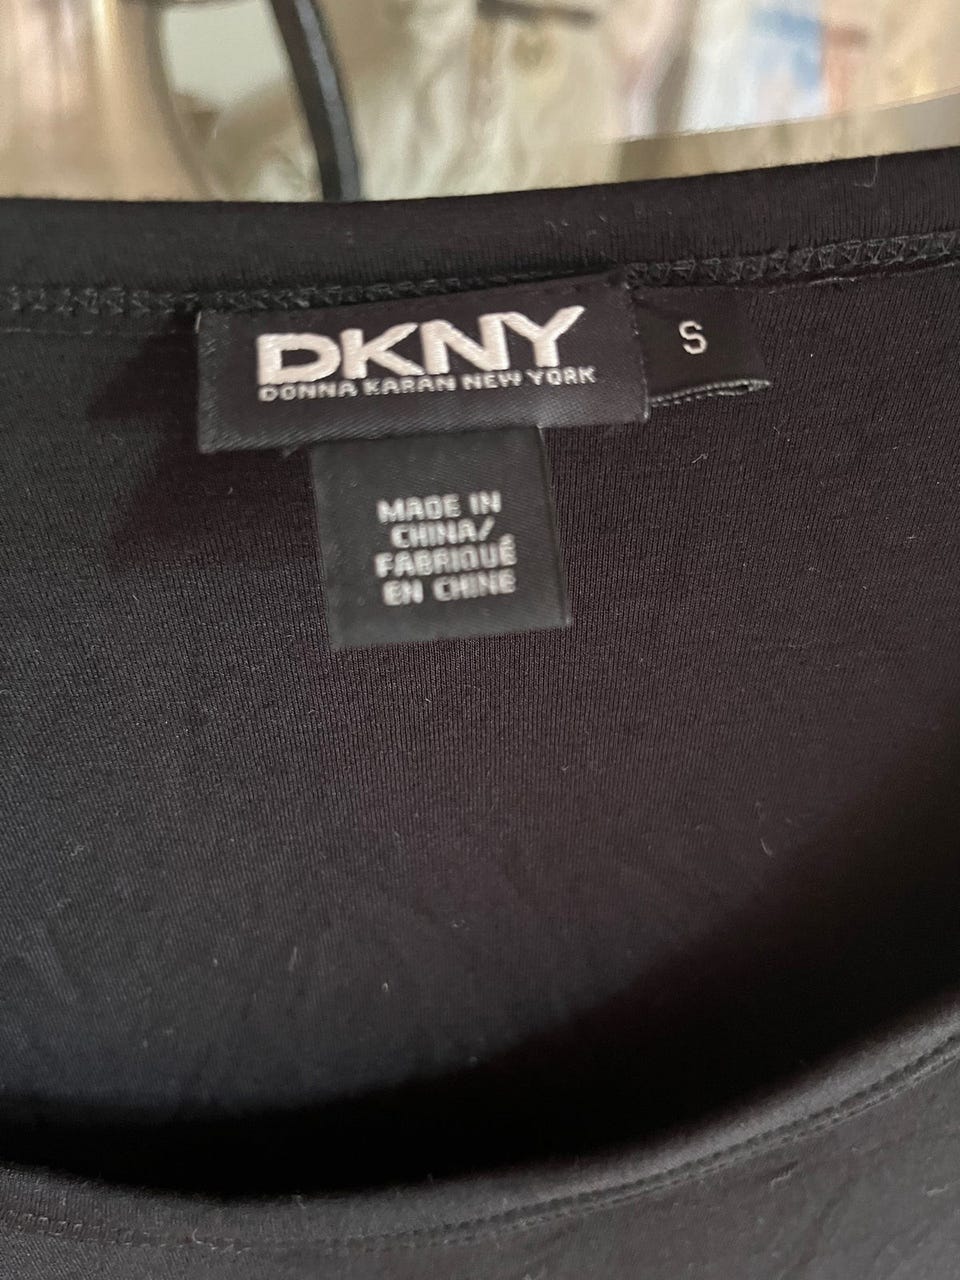 DKNY
DONNA KARAN NEW YORK
S
MADE IN
CHINA/
FABRIQUÉ
EN CHINE